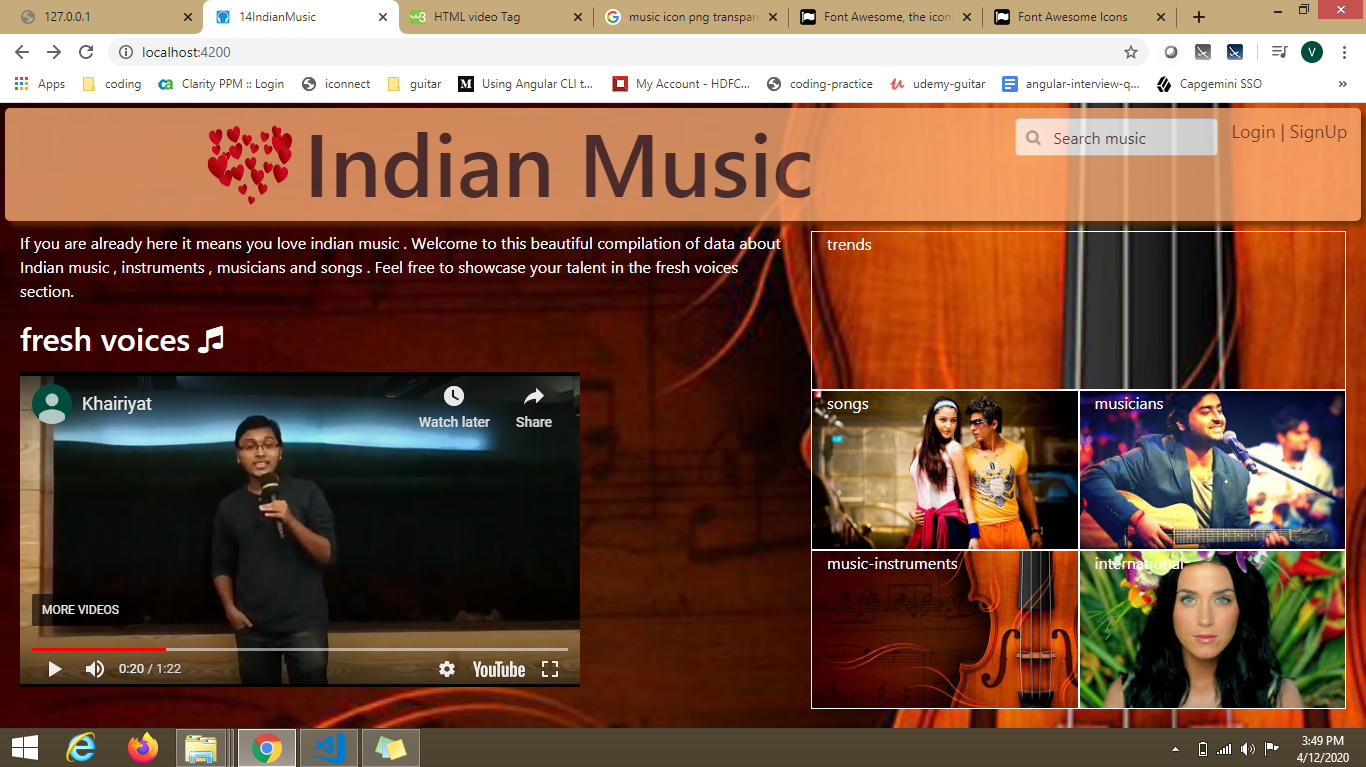 127.0.0.1
14IndianMusic
HTML video Tag
music icon png transpar
Font Awesome, the iconi
Font Awesome Icons
localhost:4200
V
Apps
coding
Clarity PPM :: Login
iconnect
guitar
Using Angular CLI t...
My Account - HDFC...
coding-practice
udemy-guitar
angular-interview-q...
Capgemini SSO
»
Indian Music
Search music
Login | SignUp
If you are already here it means you love indian music . Welcome to this beautiful compilation of data about
Indian music , instruments , musicians and songs . Feel free to showcase your talent in the fresh voices
section.
fresh voices
Khairiyat
Watch later
Share
MORE VIDEOS
0:20 / 1:22
YouTube
trends
songs
musicians
music-instruments
international
3:49 PM
4/12/2020